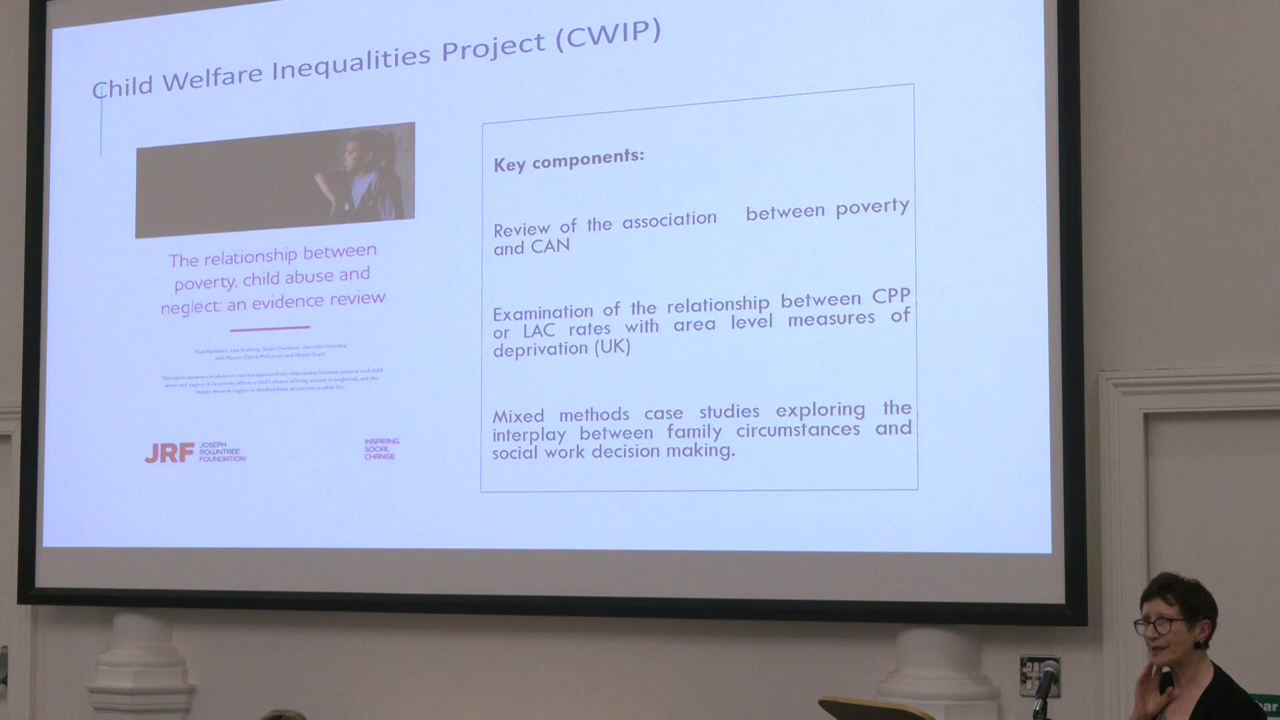 Child Welfare Inequalities Project (CWIP)
The relationship between
poverty, child abuse and
neglect: an evidence review
JRF
JOSEPH
ROWNTREE
FOUNDATION
INSPIRING
SOCIAL
CHANGE
Key components:
Review of the association between poverty
and CAN
Examination of the relationship between CPP
or LAC rates with area level measures of
deprivation (UK)
Mixed methods case studies exploring the
interplay between family circumstances and
social work decision making.